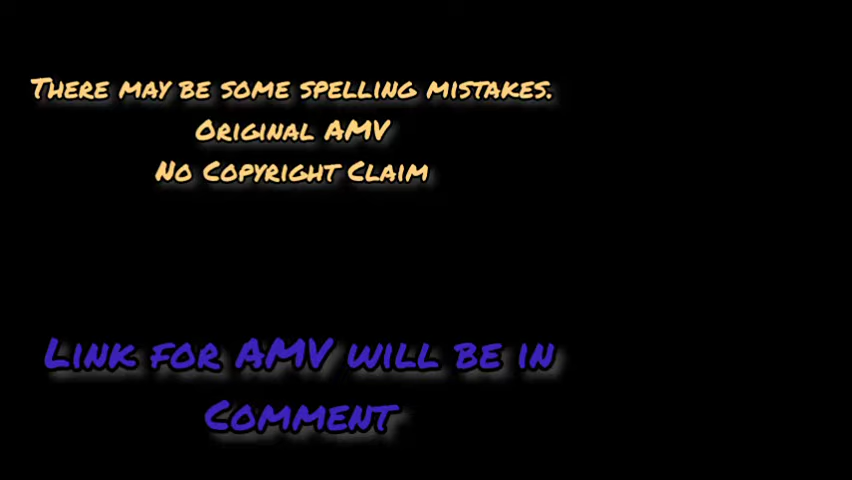 There may be some spelling mistakes.
Original AMV
No Copyright Claim
Link for AMV will be in
Comment